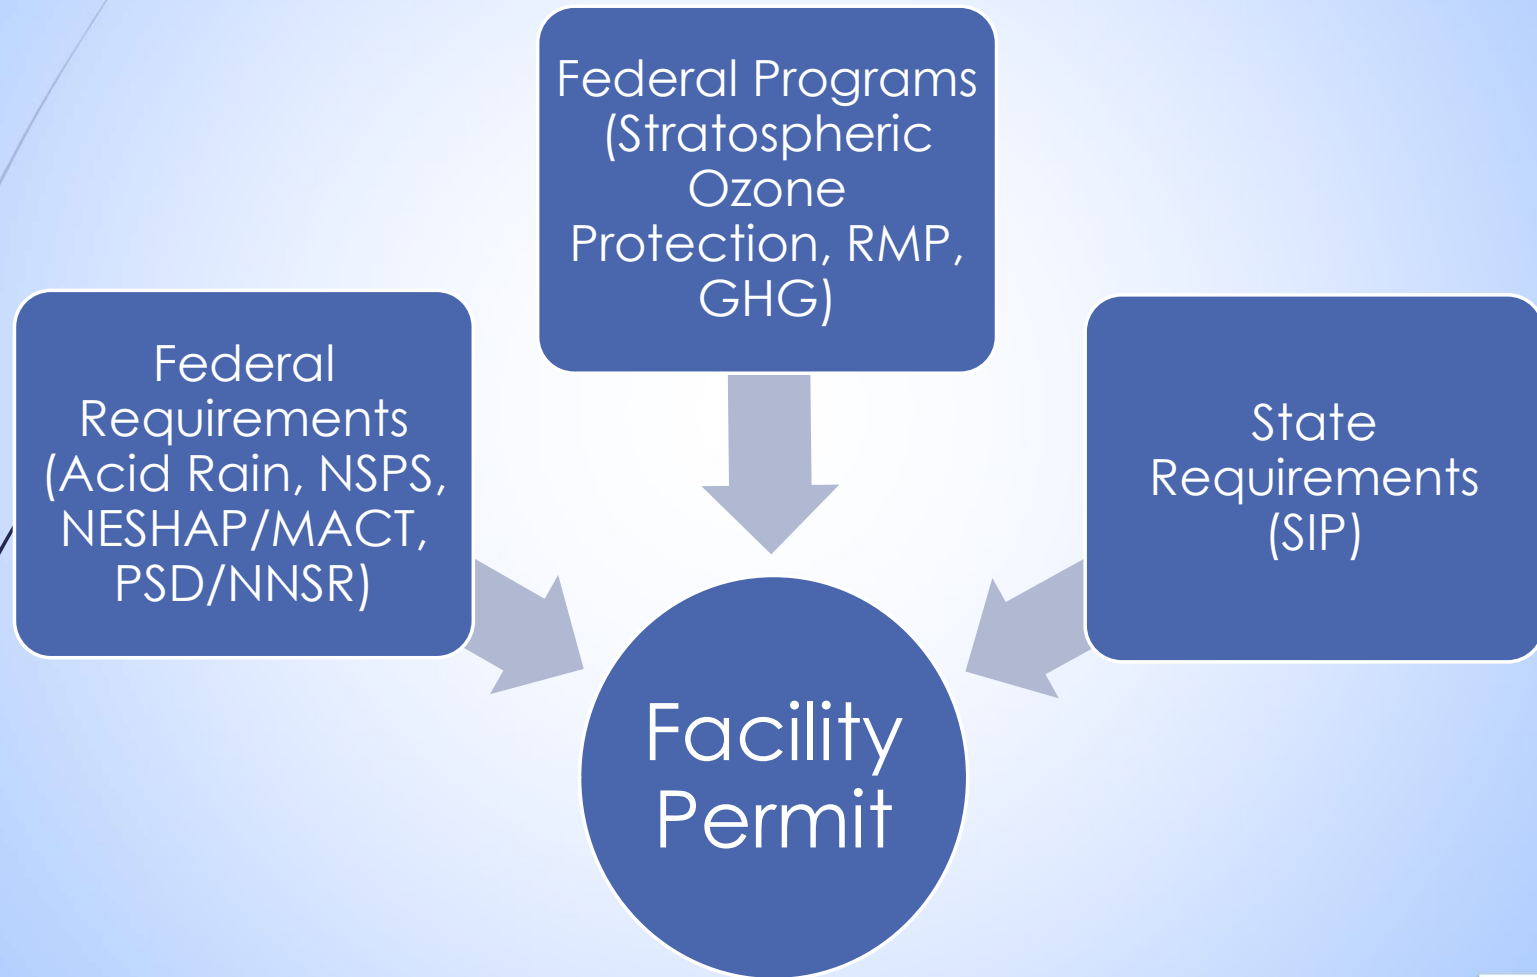 Federal Programs
(Stratospheric
Ozone
Protection, RMP,
GHG)
Federal
Requirements
(Acid Rain, NSPS,
NESHAP/MACT,
PSD/NNSR)
State
Requirements
(SIP)
Facility
Permit